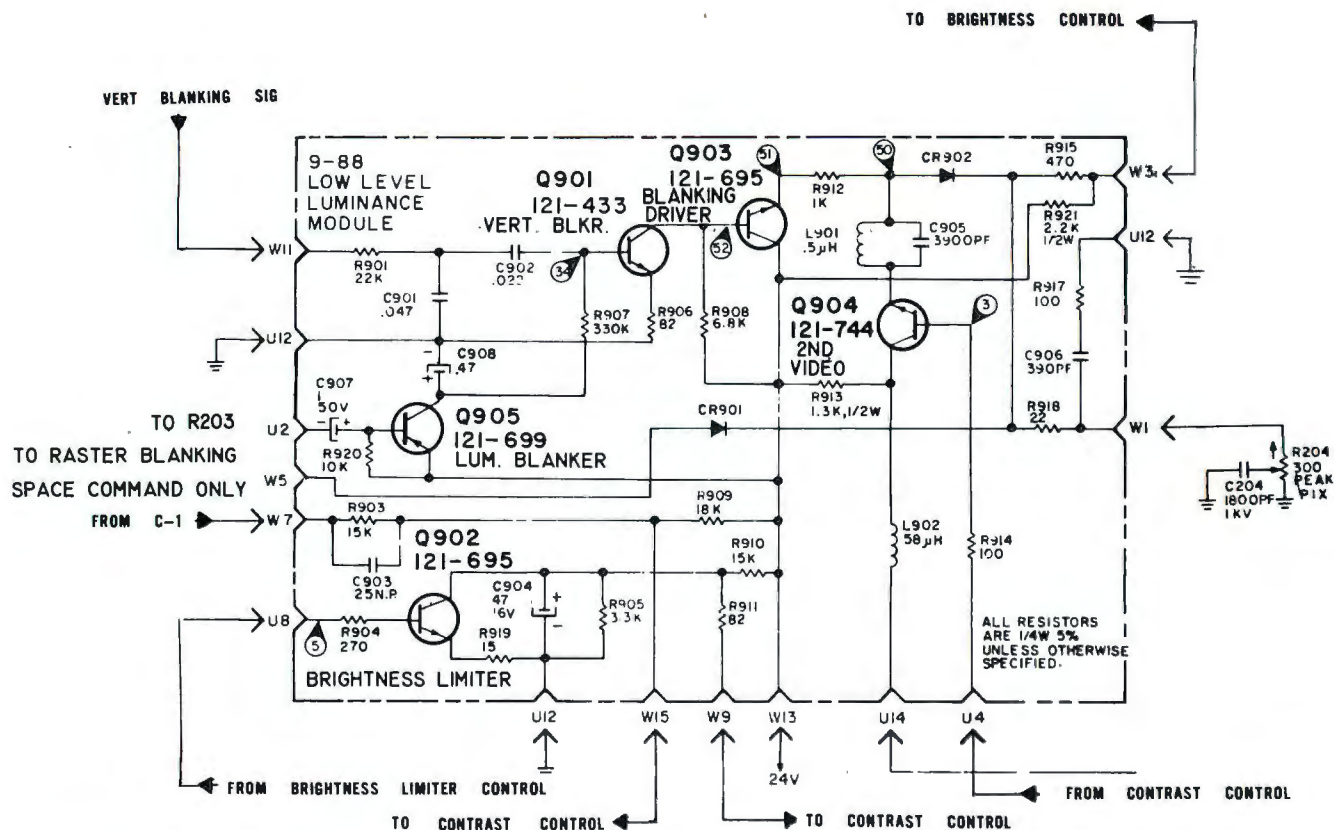 TO BRIGHTNESS CONTROL
VERT BLANKING SIG
9-88
LOW LEVEL
LUMINANCE
MODULE
Q901
121-433
VERT. BLKR.
Q903
121-695
BLANKING
DRIVER
51
50
CR902
R915
470
W3
R912
1K
R921
2.2K
1/2W
L901
.5µH
C905
3900PF
U12
W11
R901
22K
C902
.022
34
52
C901
.047
R907
330K
R906
82
R908
6.8K
Q904
121-744
2ND
VIDEO
3
R917
100
C906
390PF
U12
C908
.47
R913
1.3K,1/2W
C907
50V
TO R203
U2
Q905
121-699
LUM. BLANKER
CR901
R918
22
W1
R920
10K
TO RASTER BLANKING
SPACE COMMAND ONLY
W5
R204
300
PEAK
PIX
C204
1800PF
1KV
FROM C-1
W7
R903
15K
R909
18K
Q902
121-695
C903
25N.P.
R910
15K
L902
58µH
R914
100
C904
47
16V
R905
3.3K
R911
82
U8
5
R904
270
R919
15
BRIGHTNESS LIMITER
ALL RESISTORS
ARE 1/4W 5%
UNLESS OTHERWISE
SPECIFIED.
U12 W15 W9 W13 U14 U4
24V
FROM BRIGHTNESS LIMITER CONTROL
FROM CONTRAST CONTROL
TO CONTRAST CONTROL
TO CONTRAST CONTROL